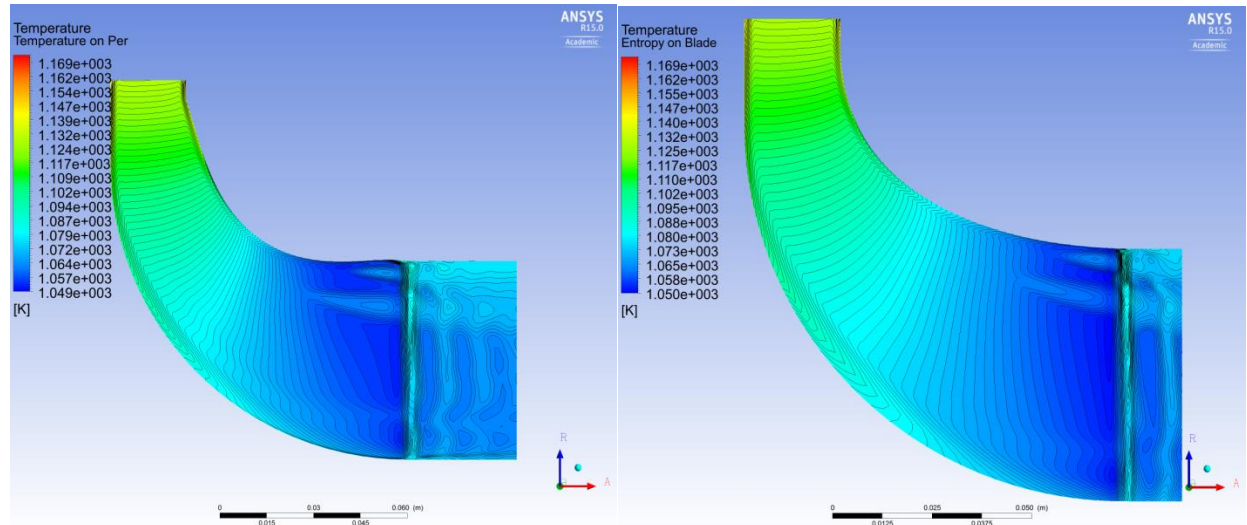 Temperature
Temperature on Per
1.169e+003
1.162e+003
1.154e+003
1.147e+003
1.139e+003
1.132e+003
1.124e+003
1.117e+003
1.109e+003
1.102e+003
1.094e+003
1.087e+003
1.079e+003
1.072e+003
1.064e+003
1.057e+003
1.049e+003
[K]
ANSYS
R15.0
Academic
R
A
0 0.03 0.060 (m)
0.015 0.045
Temperature
Entropy on Blade
1.169e+003
1.162e+003
1.155e+003
1.147e+003
1.140e+003
1.132e+003
1.125e+003
1.117e+003
1.110e+003
1.102e+003
1.095e+003
1.088e+003
1.080e+003
1.073e+003
1.065e+003
1.058e+003
1.050e+003
[K]
ANSYS
R15.0
Academic
R
A
0 0.025 0.050 (m)
0.0125 0.0375